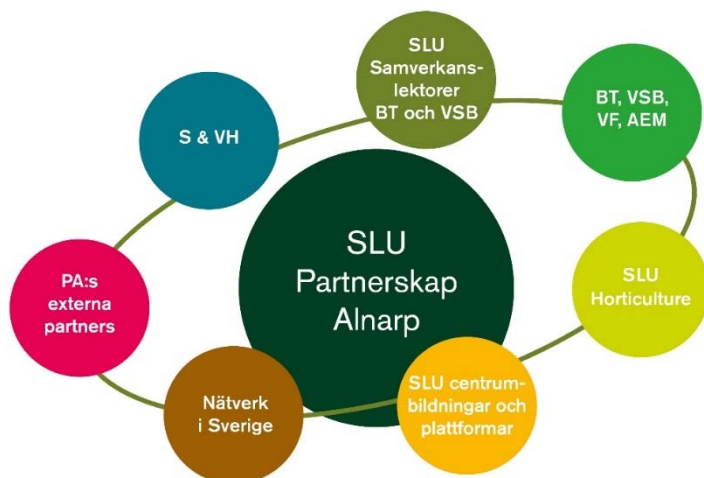 SLU
Samverkans-
lektorer
BT och VSB
BT, VSB,
VF, AEM
S & VH
SLU
Partnerskap
Alnarp
SLU
Horticulture
PA:s
externa
partners
Nätverk
i Sverige
SLU centrum-
bildningar och
plattformar